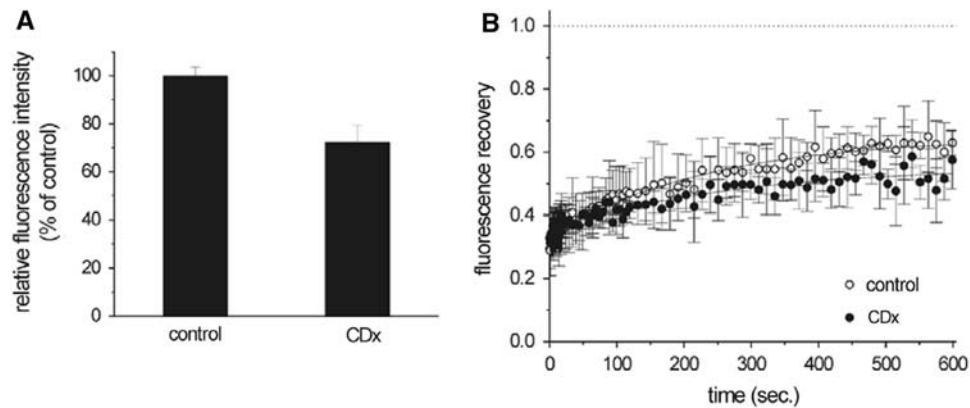 A
relative fluorescence intensity
(% of control)
100
80
60
40
20
0
control
CDx
B
fluorescence recovery
1.0
0.8
0.6
0.4
0.2
0.0
control
CDx
0
100
200
300
400
500
600
time (sec.)